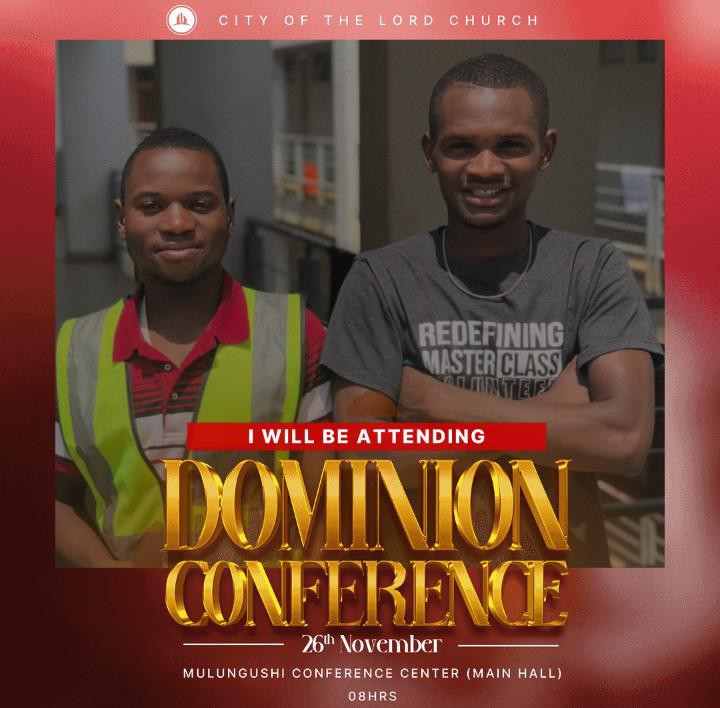 CITY OF THE LORD CHURCH
REDEFINING
MASTER CLASS
VOLUNTEER
I WILL BE ATTENDING
DOMINION
CONFERENCE
26th November
MULUNGUSHI CONFERENCE CENTER (MAIN HALL)
08HRS